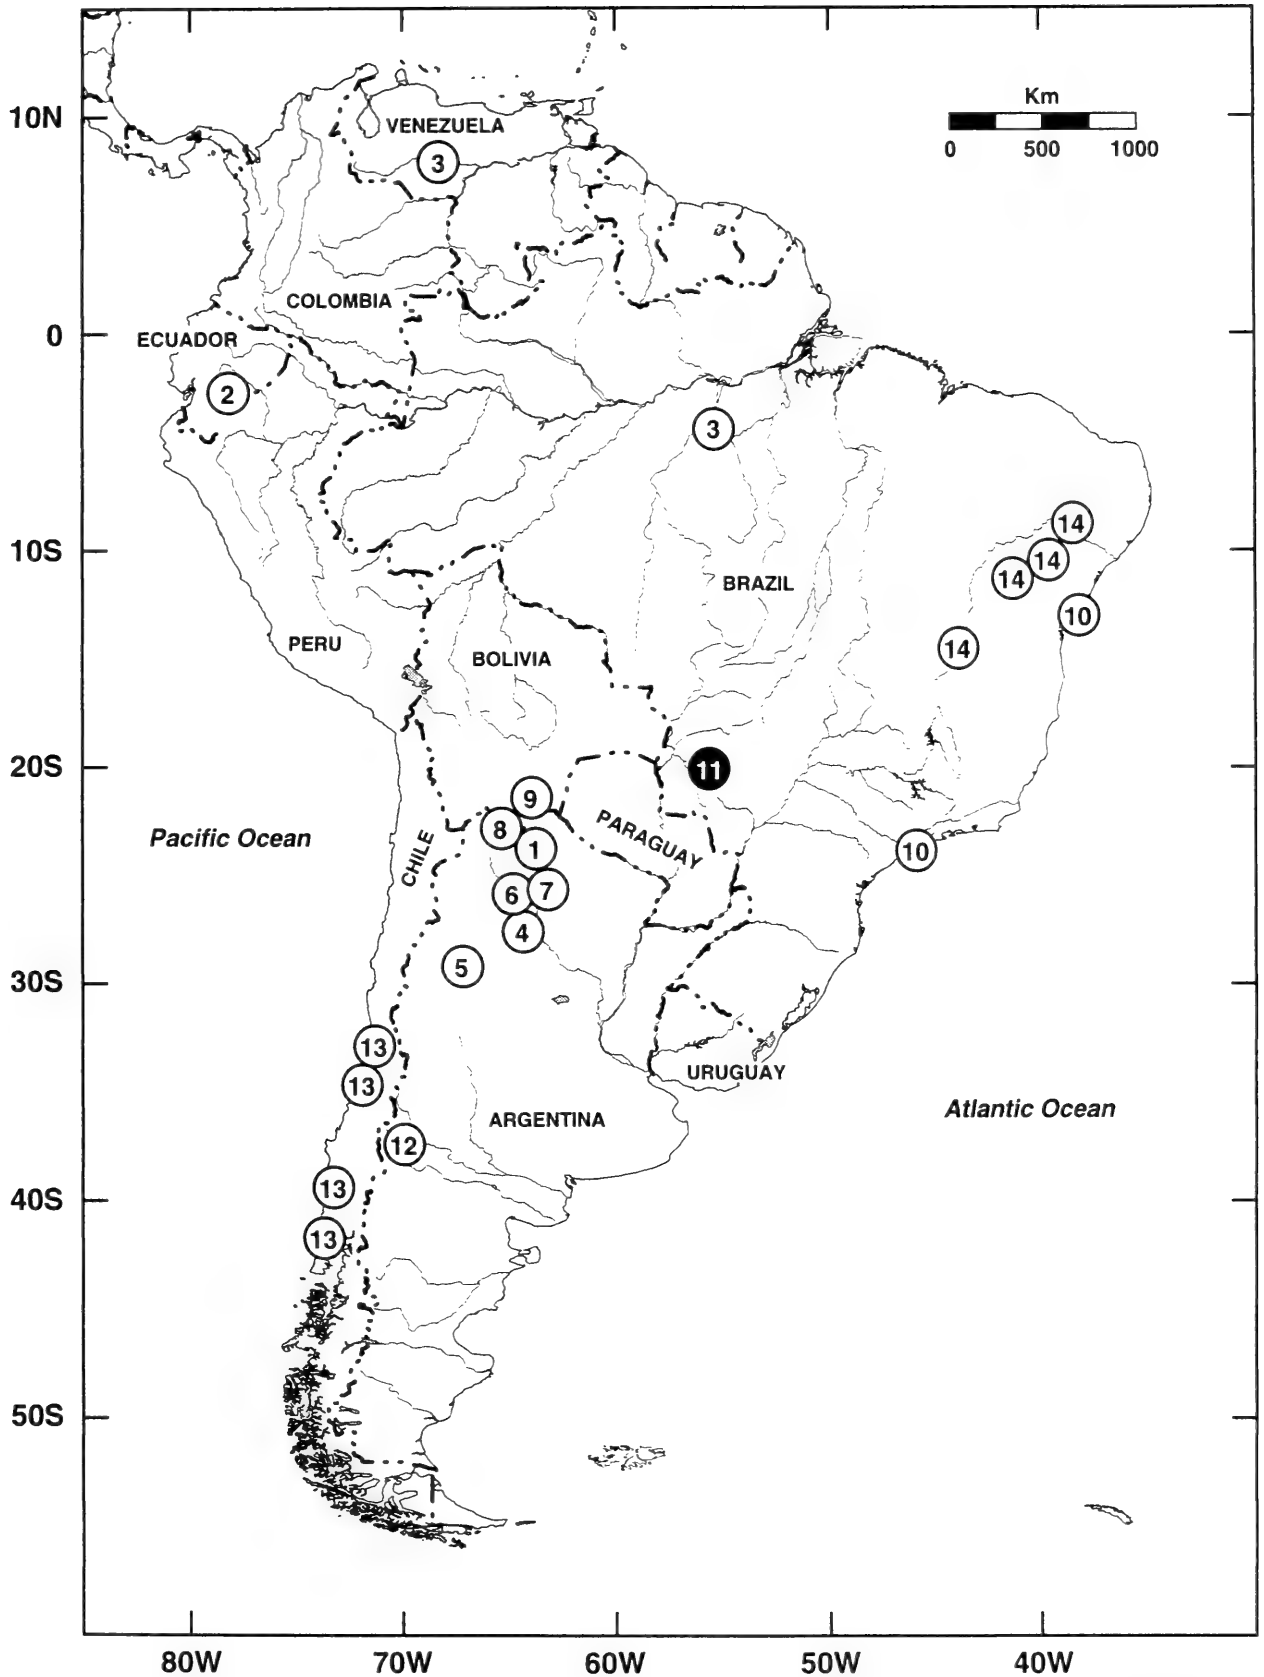 Km
10N
VENEZUELA
0 500 1000
3
COLOMBIA
0
ECUADOR
2
3
14
10S
14
14
BRAZIL
10
PERU
14
BOLIVIA
20S
11
9
8
PARAGUAY
Pacific Ocean
CHILE
1
10
6
7
4
5
30S
13
URUGUAY
13
Atlantic Ocean
ARGENTINA
12
13
40S
13
50S
80W 70W 60W 50W 40W